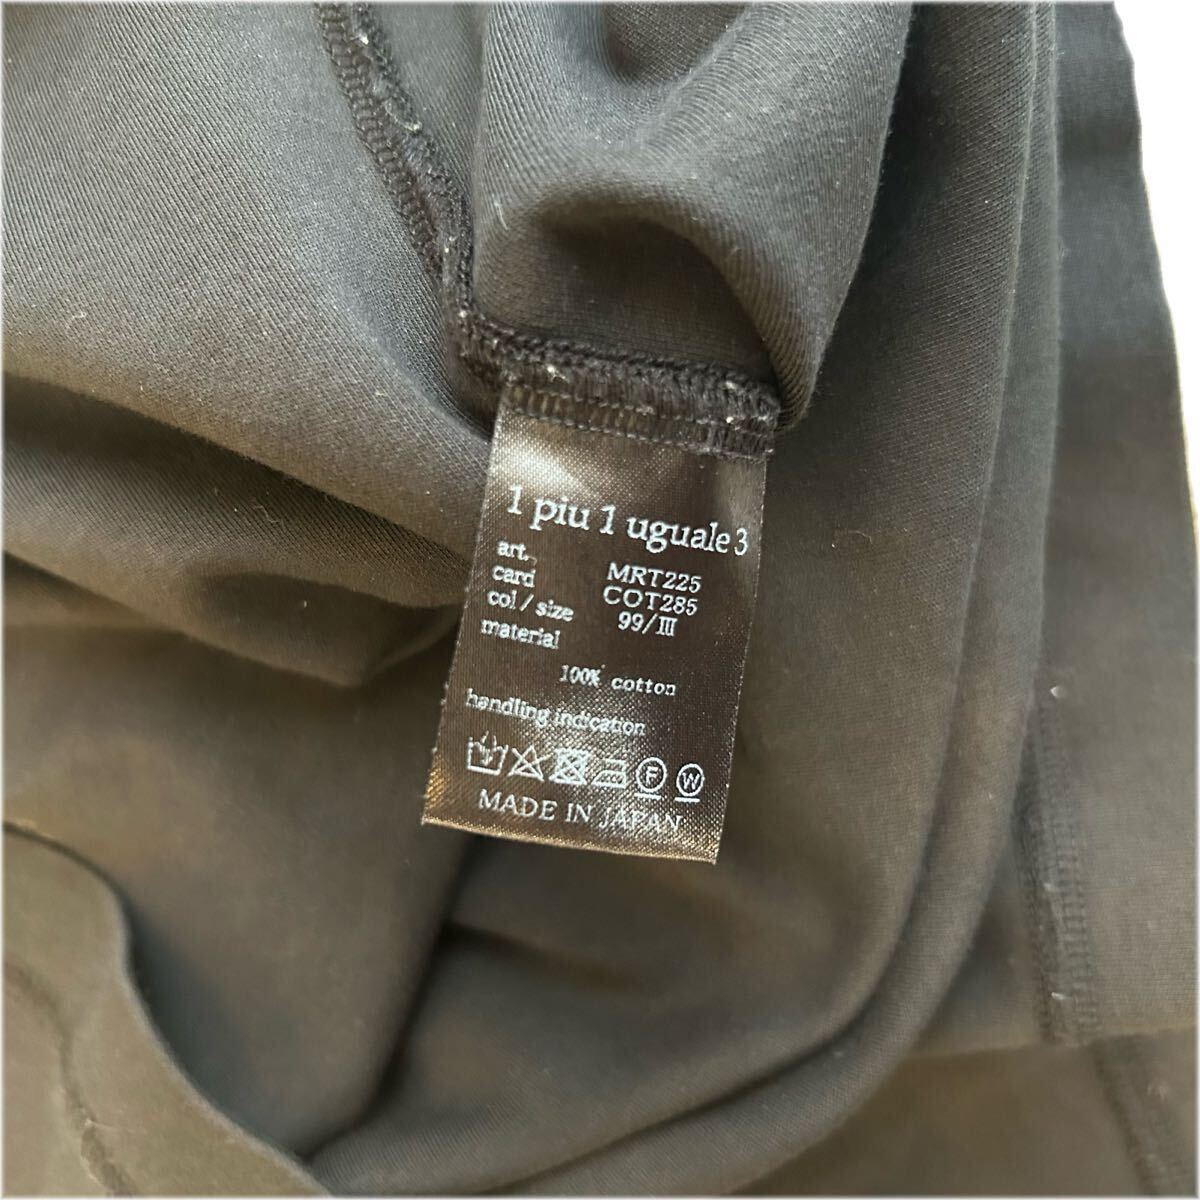 1 piu 1 uguale 3
art. MRT225
card COT285
col/size 99/III
material
100% cotton
handling indication
F W
MADE IN JAPAN